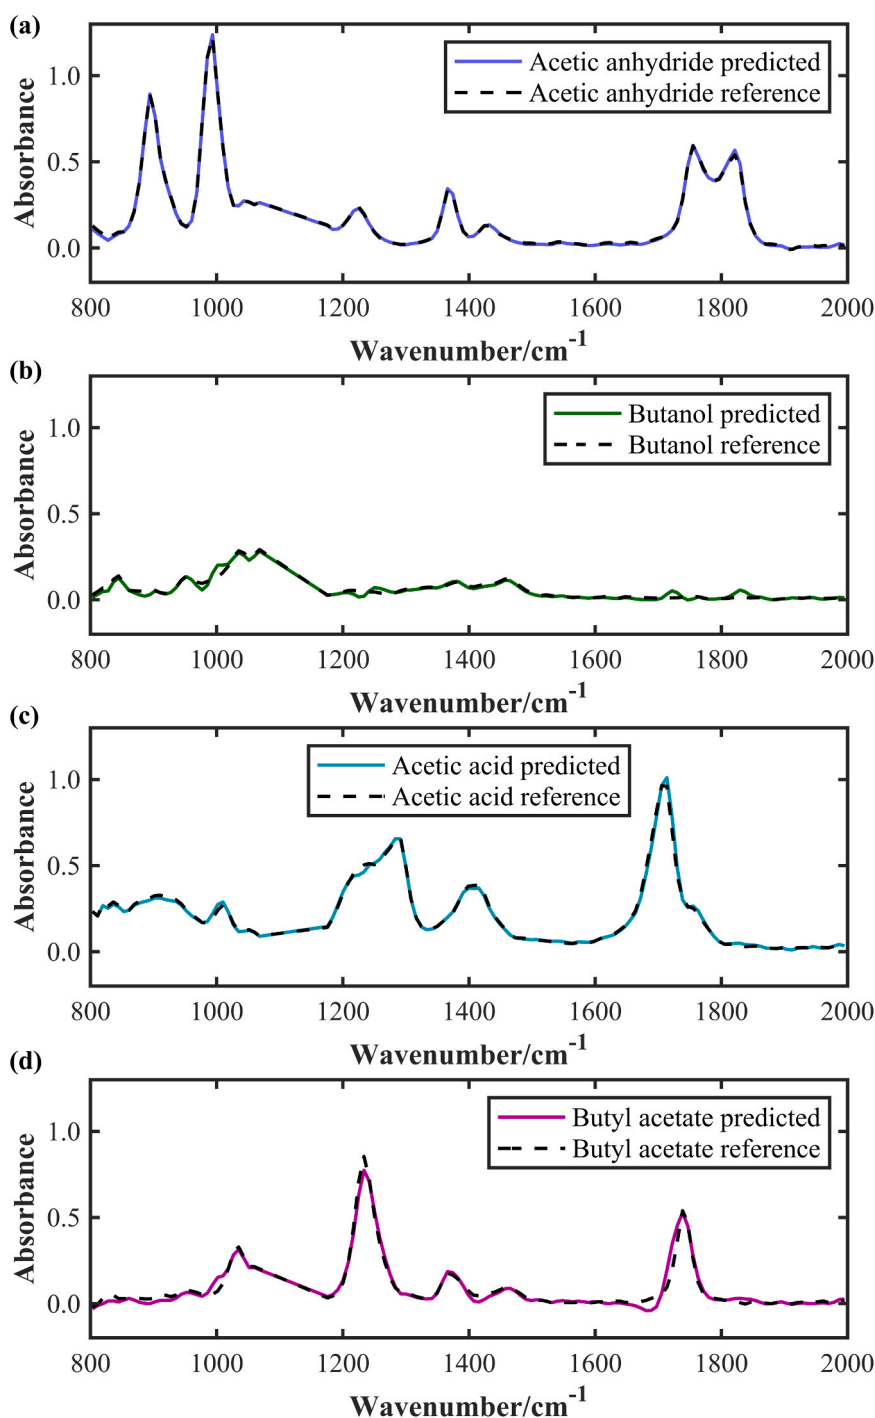 (a)
Acetic anhydride predicted
Acetic anhydride reference
Absorbance
1.0
0.5
0.0
800 1000 1200 1400 1600 1800 2000
Wavenumber/cm⁻¹
(b)
Butanol predicted
Butanol reference
Absorbance
1.0
0.5
0.0
800 1000 1200 1400 1600 1800 2000
Wavenumber/cm⁻¹
(c)
Acetic acid predicted
Acetic acid reference
Absorbance
1.0
0.5
0.0
800 1000 1200 1400 1600 1800 2000
Wavenumber/cm⁻¹
(d)
Butyl acetate predicted
Butyl acetate reference
Absorbance
1.0
0.5
0.0
800 1000 1200 1400 1600 1800 2000
Wavenumber/cm⁻¹